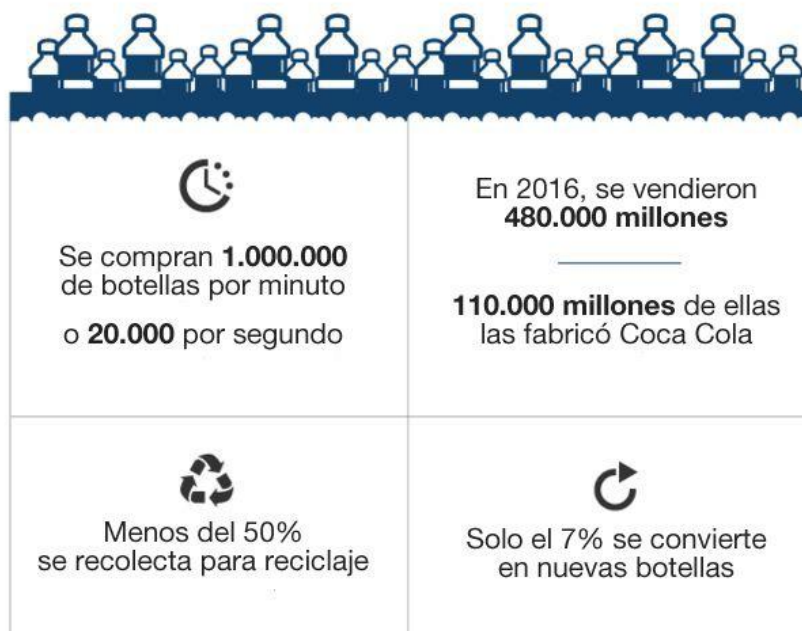 Se compran 1.000.000
de botellas por minuto
o 20.000 por segundo
En 2016, se vendieron
480.000 millones
110.000 millones de ellas
las fabricó Coca Cola
Menos del 50%
se recolecta para reciclaje
Solo el 7% se convierte
en nuevas botellas